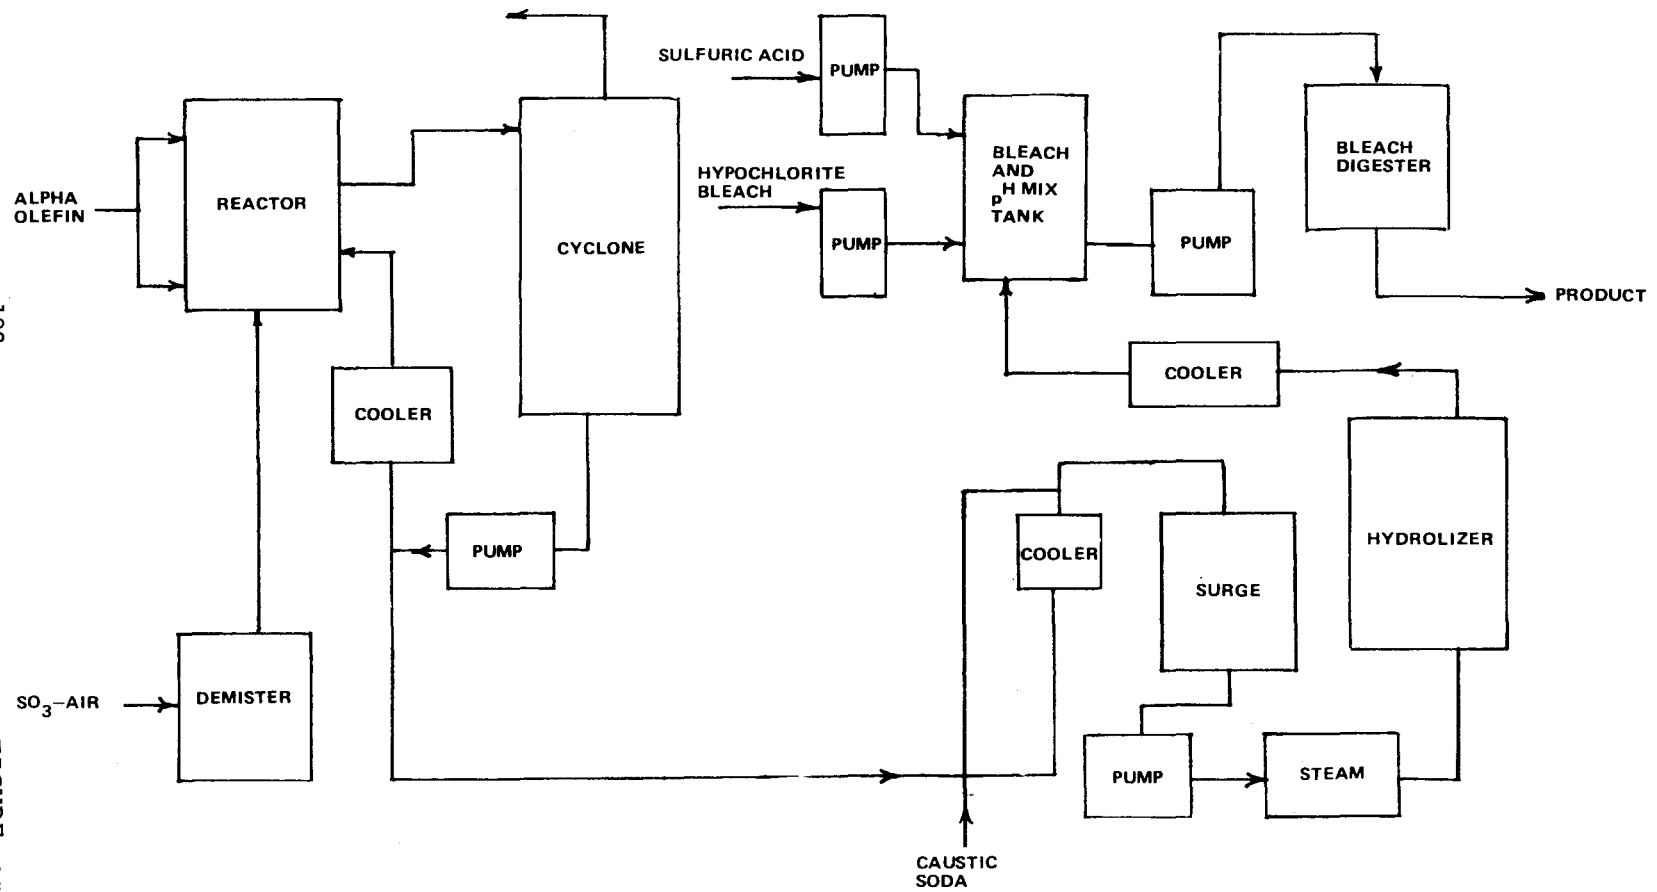 SULFURIC ACID
PUMP
BLEACH
AND
pH MIX
TANK
BLEACH
DIGESTER
HYPOCHLORITE
BLEACH
ALPHA
OLEFIN
REACTOR
CYCLONE
PUMP
PUMP
PRODUCT
COOLER
COOLER
HYDROLIZER
PUMP
COOLER
SURGE
SO3–AIR
DEMISTER
PUMP
STEAM
CAUSTIC
SODA